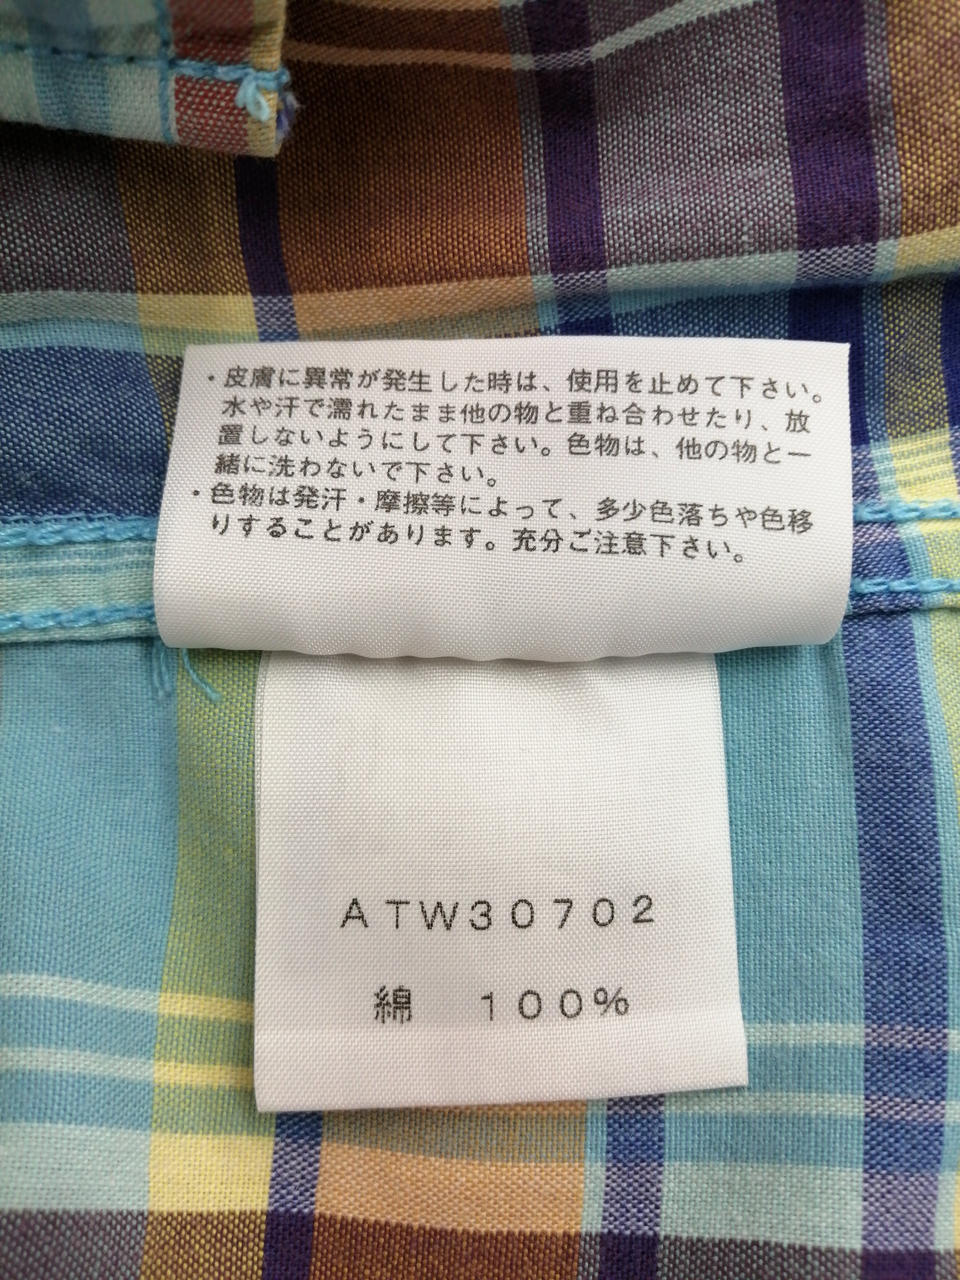 ・皮膚に異常が発生した時は、使用を止めて下さい。
水や汗で濡れたまま他の物と重ね合わせたり、放
置しないようにして下さい。色物は、他の物と一
緒に洗わないで下さい。
・色物は発汗・摩擦等によって、多少色落ちや色移
りすることがあります。充分ご注意下さい。
ATW30702
綿 100%